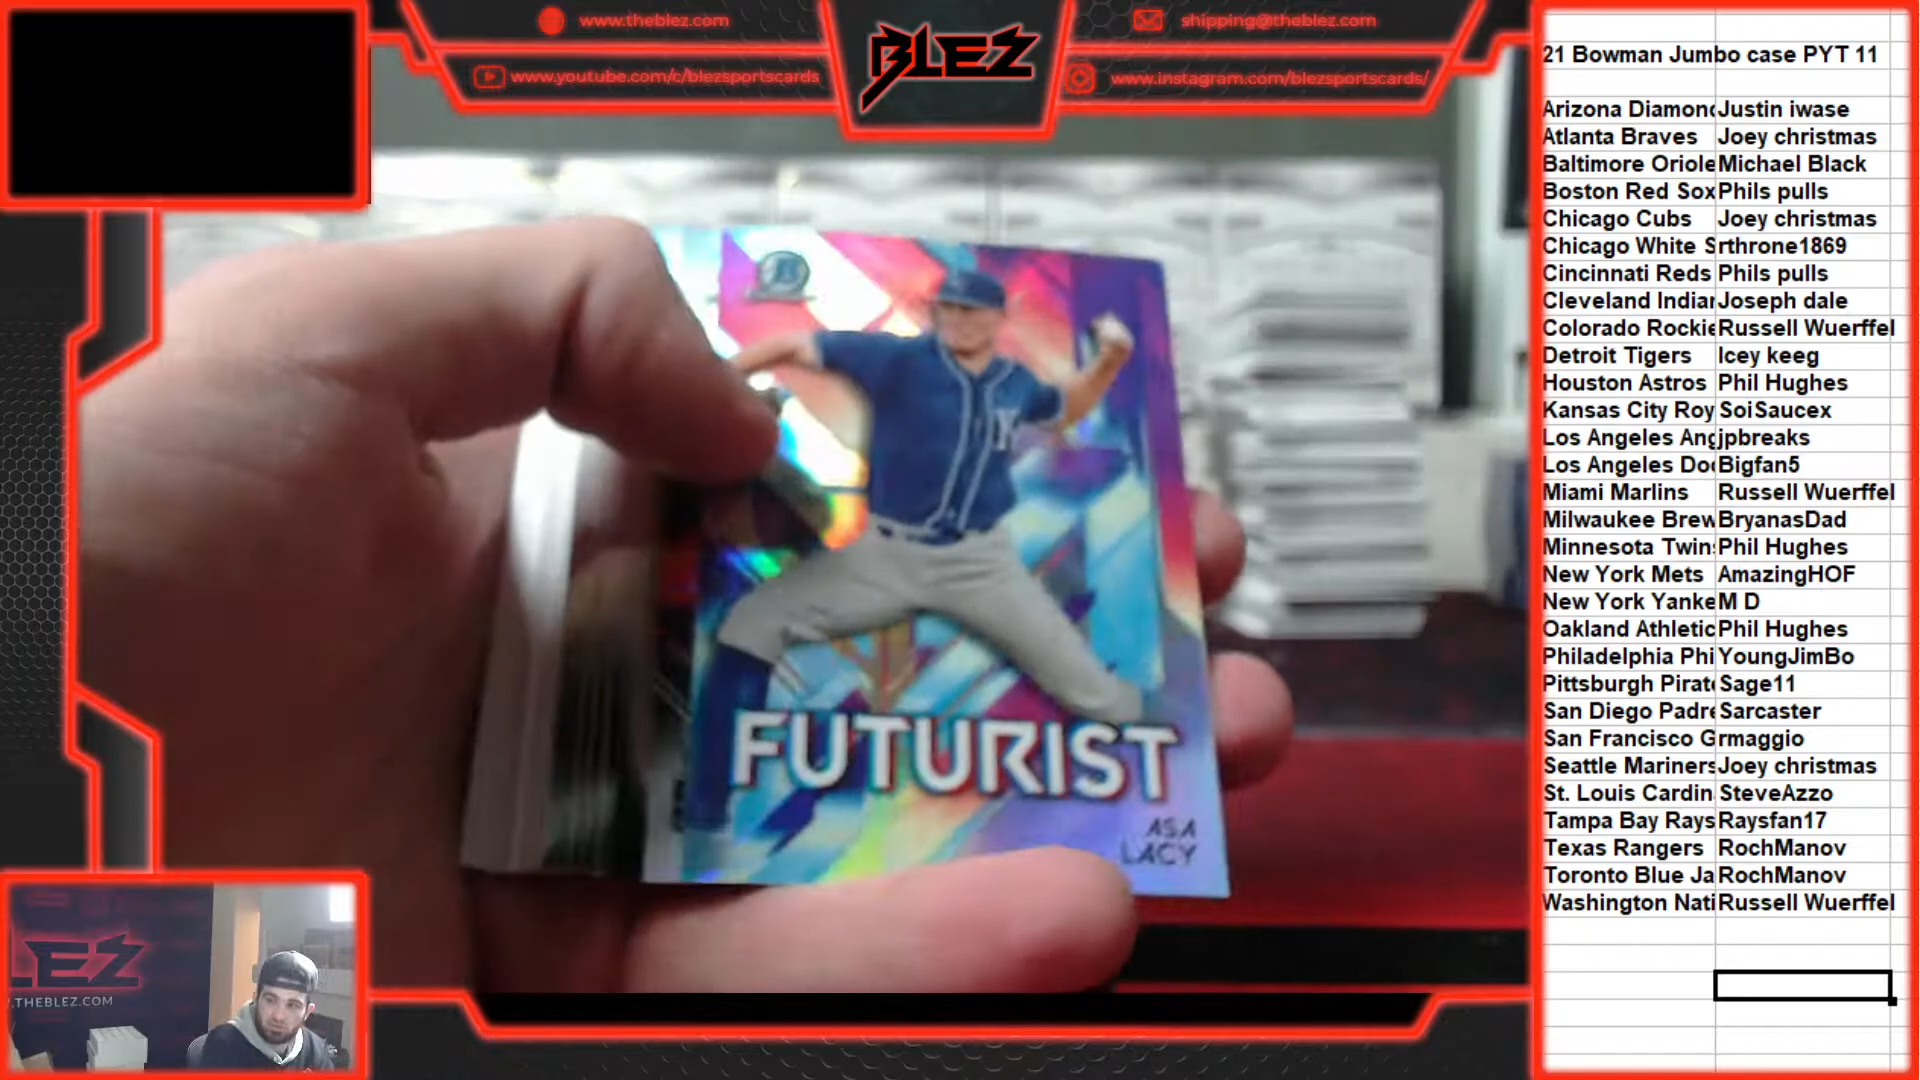 www.theblez.com
www.youtube.com/c/blezsportscards
BLEZ
shipping@theblez.com
www.instagram.com/blezsportscards/
21 Bowman Jumbo case PYT 11
Arizona Diamond Justin iwase
Atlanta Braves Joey christmas
Baltimore Oriole Michael Black
Boston Red Sox Phils pulls
Chicago Cubs Joey christmas
Chicago White S rthrone1869
Cincinnati Reds Phils pulls
Cleveland Indian Joseph dale
Colorado Rockie Russell Wuerffel
Detroit Tigers Icey keeg
Houston Astros Phil Hughes
Kansas City Roy SoiSaucex
Los Angeles Ang jpbreaks
Los Angeles Dod Bigfan5
Miami Marlins Russell Wuerffel
Milwaukee Brew BryanasDad
Minnesota Twins Phil Hughes
New York Mets AmazingHOF
New York Yanke M D
Oakland Athletic Phil Hughes
Philadelphia Phi YoungJimBo
Pittsburgh Pirate Sage11
San Diego Padre Sarcaster
San Francisco G rmaggio
Seattle Mariners Joey christmas
St. Louis Cardin SteveAzzo
Tampa Bay Rays Raysfan17
Texas Rangers RochManov
Toronto Blue Ja RochManov
Washington Nati Russell Wuerffel
FUTURIST
ASA
LACY
LEZ
.THEBLEZ.COM